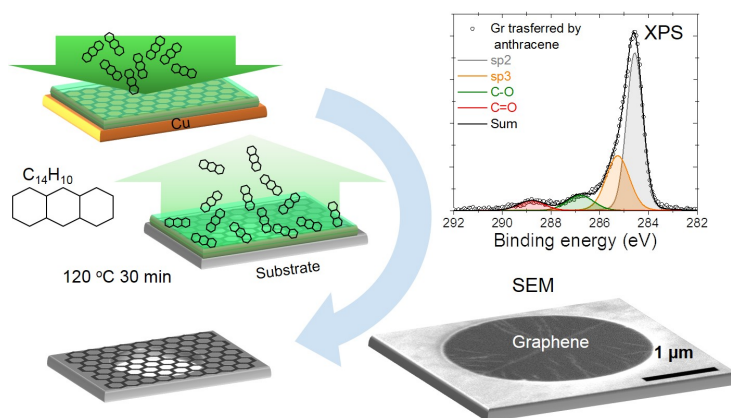 Cu
C14H10
120 °C 30 min
Substrate
XPS
Gr trasferred by
anthracene
sp2
sp3
C-O
C=O
Sum
292 290 288 286 284 282
Binding energy (eV)
SEM
Graphene
1 µm